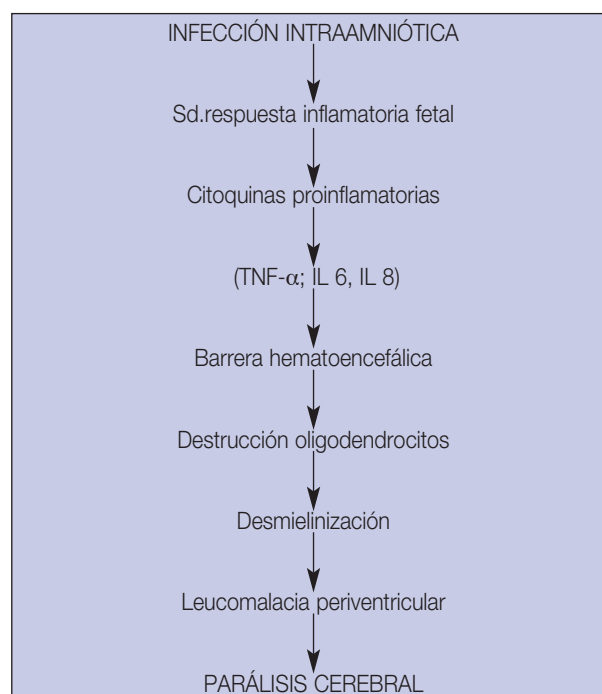 INFECCIÓN INTRAAMNIÓTICA
Sd.respuesta inflamatoria fetal
Citoquinas proinflamatorias
(TNF-α; IL 6, IL 8)
Barrera hematoencefálica
Destrucción oligodendrocitos
Desmielinización
Leucomalacia periventricular
PARÁLISIS CEREBRAL